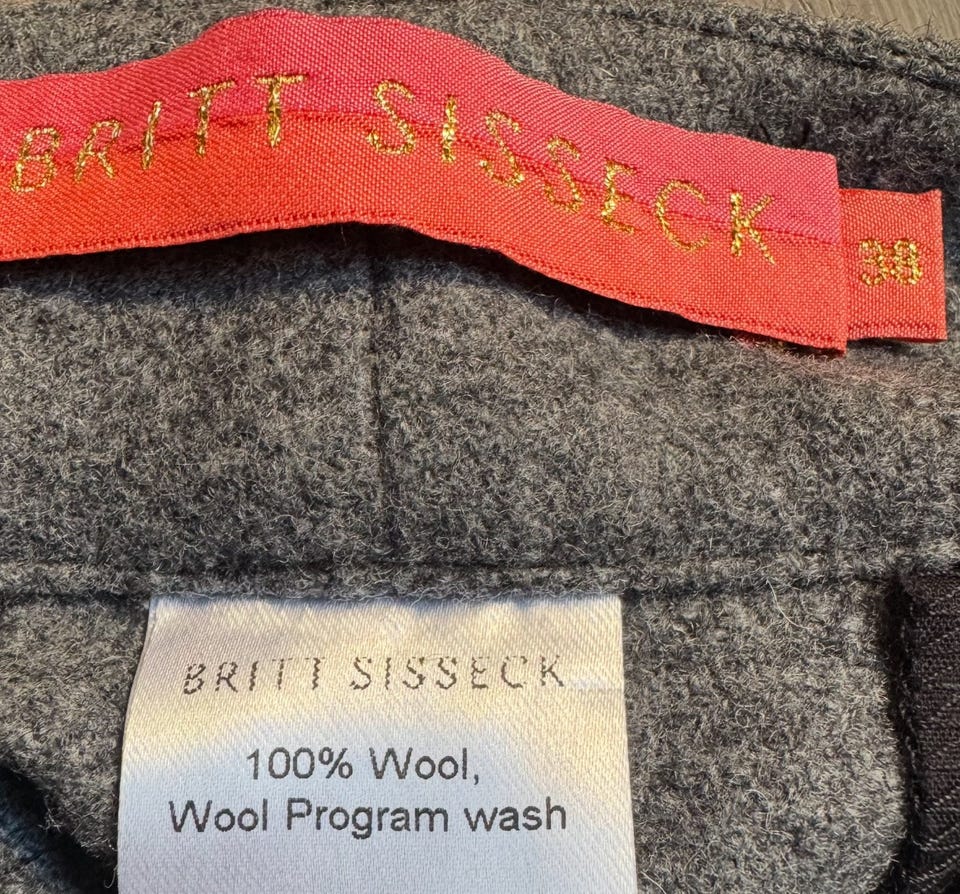 BRITT SISSECK
38
BRITT SISSECK
100% Wool,
Wool Program wash